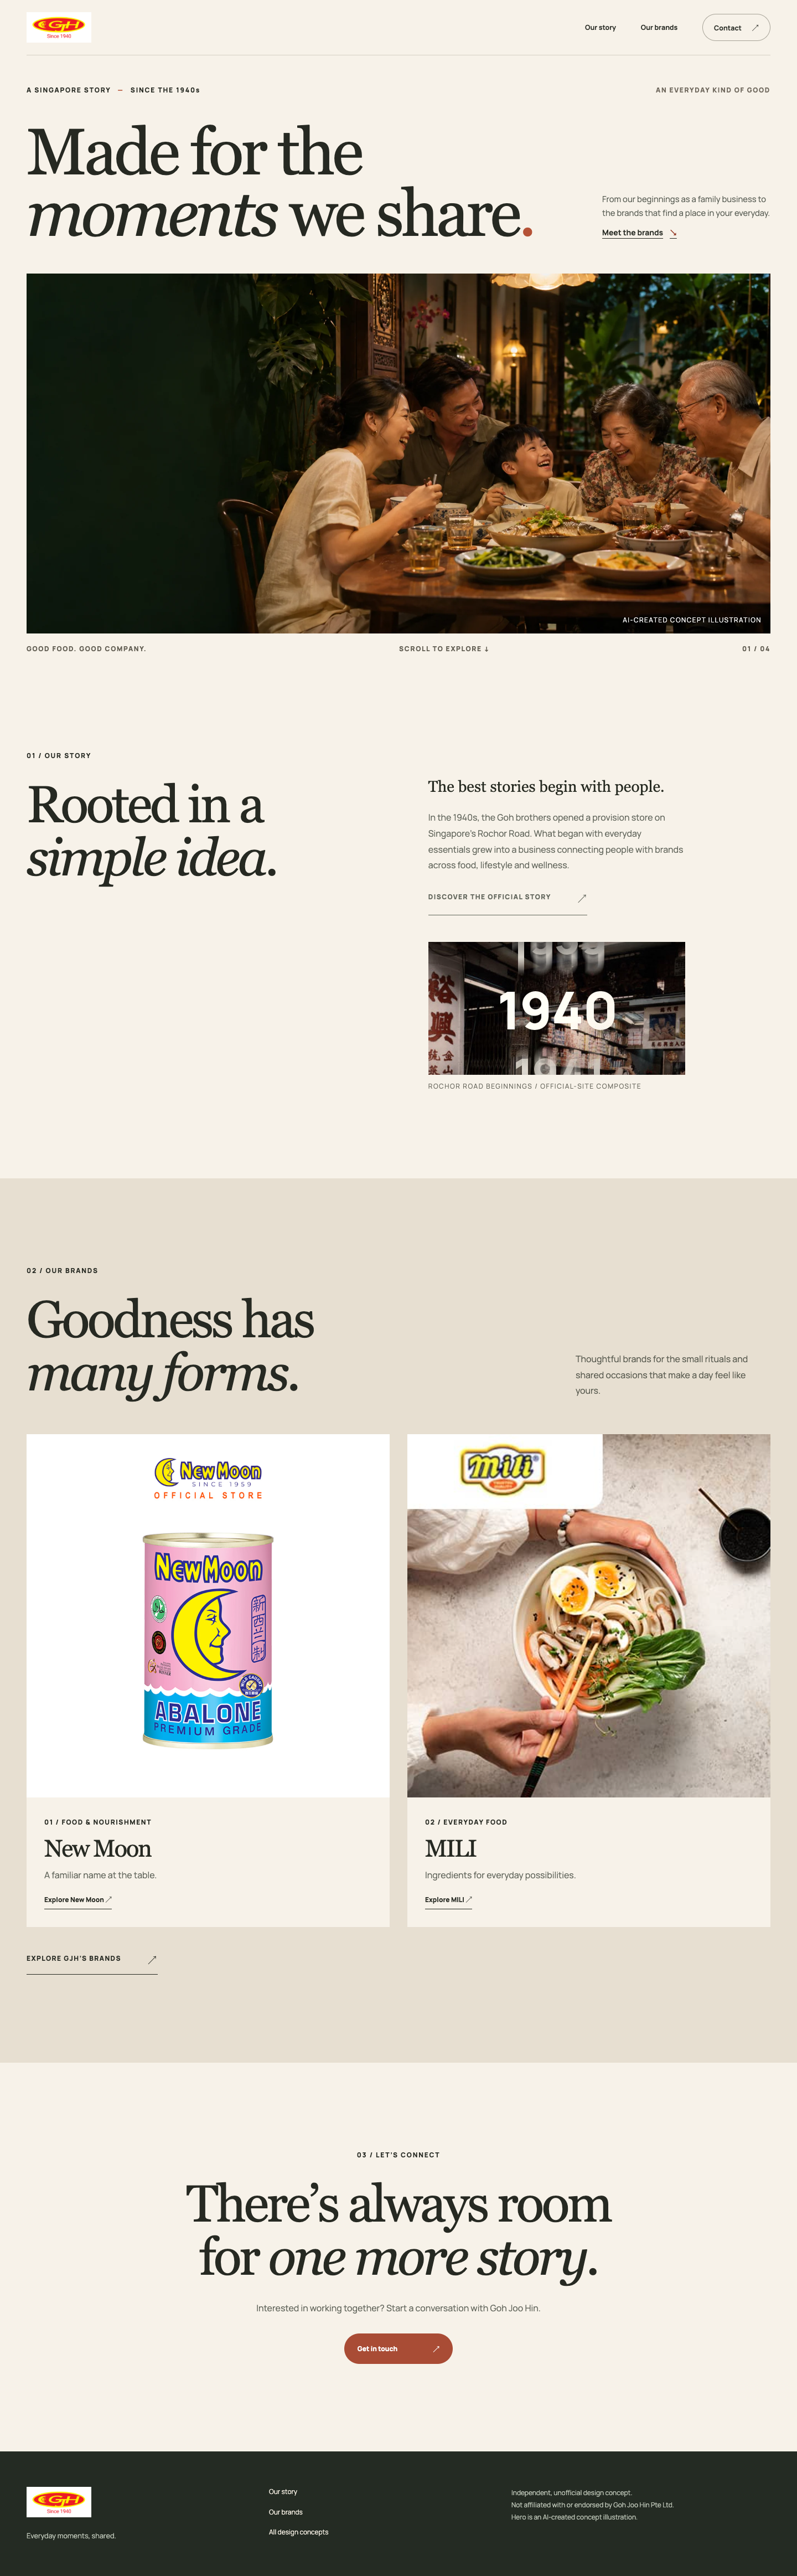 GJH
Since 1940
Our story
Our brands
Contact ↗
A SINGAPORE STORY — SINCE THE 1940s
AN EVERYDAY KIND OF GOOD
Made for the
moments we share.
From our beginnings as a family business to
the brands that find a place in your everyday.
Meet the brands ↘
AI-CREATED CONCEPT ILLUSTRATION
GOOD FOOD. GOOD COMPANY.
SCROLL TO EXPLORE ↓
01 / 04
01 / OUR STORY
Rooted in a
simple idea.
The best stories begin with people.
In the 1940s, the Goh brothers opened a provision store on
Singapore's Rochor Road. What began with everyday
essentials grew into a business connecting people with brands
across food, lifestyle and wellness.
DISCOVER THE OFFICIAL STORY ↗
1939
1940
1941
裕興
ROCHOR ROAD BEGINNINGS / OFFICIAL-SITE COMPOSITE
02 / OUR BRANDS
Goodness has
many forms.
Thoughtful brands for the small rituals and
shared occasions that make a day feel like
yours.
New Moon
SINCE 1959
OFFICIAL STORE
New Moon
新西兰制
ABALONE
PREMIUM GRADE
mili
01 / FOOD & NOURISHMENT
New Moon
A familiar name at the table.
Explore New Moon ↗
02 / EVERYDAY FOOD
MILI
Ingredients for everyday possibilities.
Explore MILI ↗
EXPLORE GJH'S BRANDS ↗
03 / LET'S CONNECT
There's always room
for one more story.
Interested in working together? Start a conversation with Goh Joo Hin.
Get in touch ↗
GJH
Since 1940
Everyday moments, shared.
Our story
Our brands
All design concepts
Independent, unofficial design concept.
Not affiliated with or endorsed by Goh Joo Hin Pte Ltd.
Hero is an AI-created concept illustration.